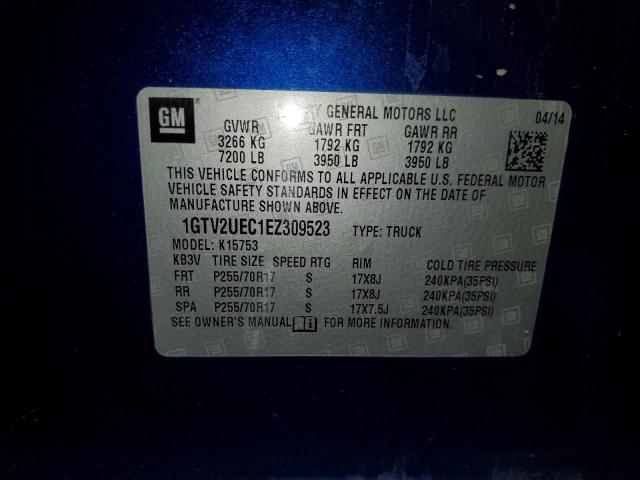 GM ® Y GENERAL MOTORS LLC 04/14
GVWR GAWR FRT GAWR RR
3266 KG 1792 KG 1792 KG
7200 LB 3950 LB 3950 LB
THIS VEHICLE CONFORMS TO ALL APPLICABLE U.S. FEDERAL MOTOR
VEHICLE SAFETY STANDARDS IN EFFECT ON THE DATE OF
MANUFACTURE SHOWN ABOVE.
1GTV2UEC1EZ309523 TYPE: TRUCK
MODEL: K15753
KB3V TIRE SIZE SPEED RTG RIM COLD TIRE PRESSURE
FRT P255/70R17 S 17X8J 240KPA(35PSI)
RR P255/70R17 S 17X8J 240KPA(35PSI)
SPA P255/70R17 S 17X7.5J 240KPA(35PSI)
SEE OWNER'S MANUAL i FOR MORE INFORMATION.